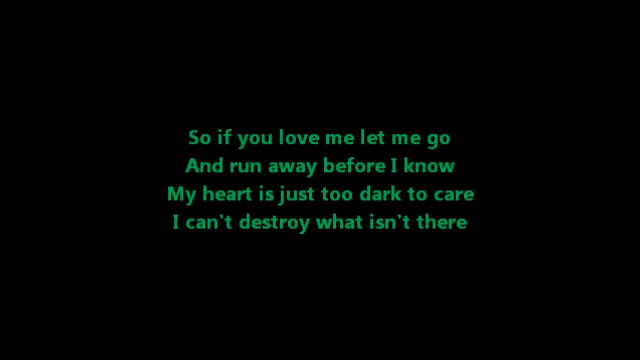 So if you love me let me go
And run away before I know
My heart is just too dark to care
I can't destroy what isn't there